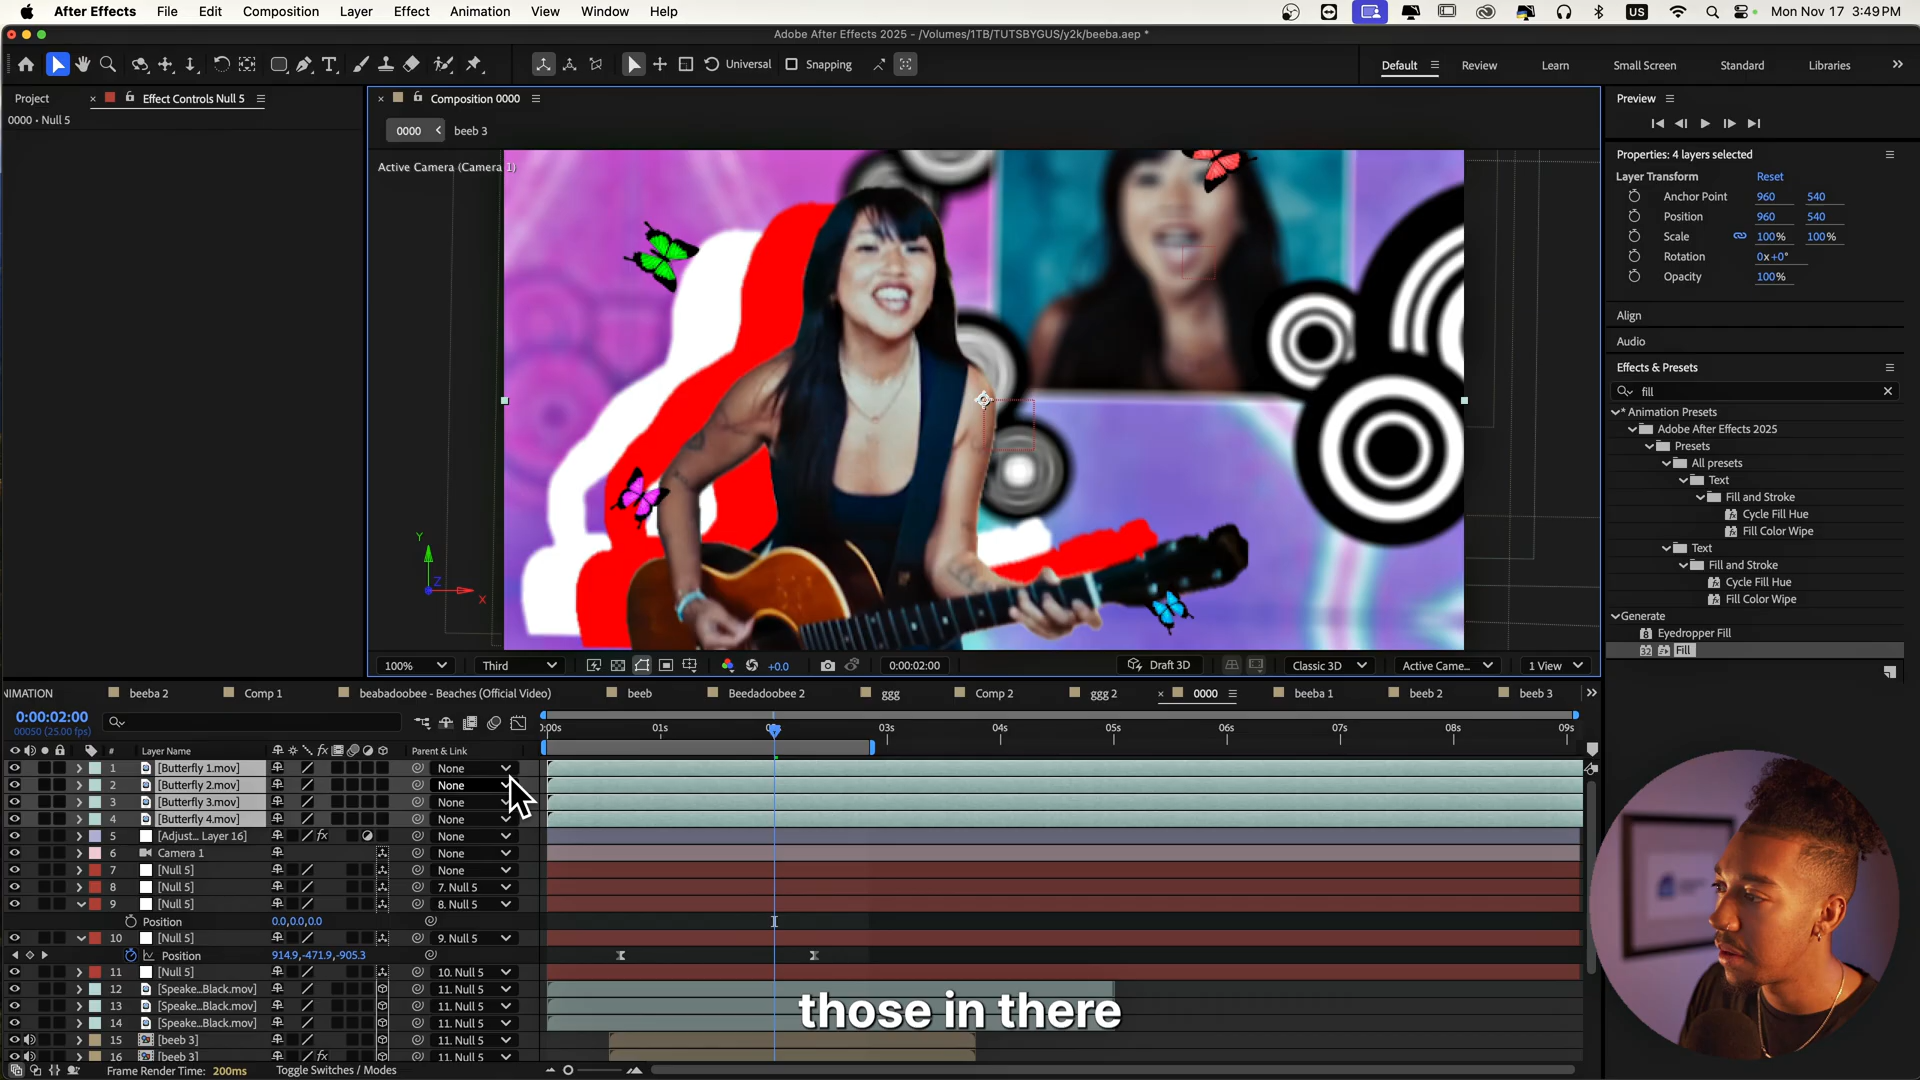 After Effects File Edit Composition Layer Effect Animation View Window Help US Mon Nov 17 3:49 PM
Adobe After Effects 2025 - /Volumes/1TB/TUTSBYGUS/y2k/beeba.aep *
Universal Snapping Default Review Learn Small Screen Standard Libraries
Project Effect Controls Null 5 Composition 0000 Preview
0000 • Null 5
0000 beeb 3
Active Camera (Camera 1)
Properties: 4 layers selected
Layer Transform Reset
Anchor Point 960 540
Position 960 540
Scale 100% 100%
Rotation 0x+0°
Opacity 100%
Align
Audio
Effects & Presets
fill
* Animation Presets
Adobe After Effects 2025
Presets
All presets
Text
Fill and Stroke
Cycle Fill Hue
Fill Color Wipe
Text
Fill and Stroke
Cycle Fill Hue
Fill Color Wipe
Generate
Eyedropper Fill
32 Fill
Y
Z
X
100% Third +0.0 0:00:02:00 Draft 3D Classic 3D Active Came... 1 View
NIMATION beeba 2 Comp 1 beabadoobee - Beaches (Official Video) beeb Beedadoobee 2 ggg Comp 2 ggg 2 0000 beeba 1 beeb 2 beeb 3
0:00:02:00
00050 (25.00 fps)
):00s 01s 03s 04s 05s 06s 07s 08s 09s
# Layer Name fx Parent & Link
1 [Butterfly 1.mov] None
2 [Butterfly 2.mov] None
3 [Butterfly 3.mov] None
4 [Butterfly 4.mov] None
5 [Adjust... Layer 16] fx None
6 Camera 1 None
7 [Null 5] None
8 [Null 5] 7. Null 5
9 [Null 5] 8. Null 5
Position 0.0,0.0,0.0
10 [Null 5] 9. Null 5
Position 914.9,-471.9,-905.3
11 [Null 5] 10. Null 5
12 [Speake...Black.mov] 11. Null 5
13 [Speake...Black.mov] 11. Null 5
14 [Speake...Black.mov] 11. Null 5
15 [beeb 3] 11. Null 5
16 [beeb 3] fx 11. Null 5
those in there
Frame Render Time: 200ms Toggle Switches / Modes